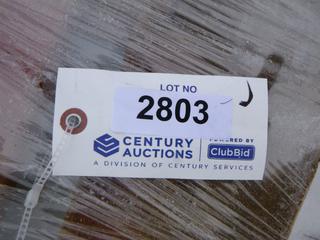 LOT NO
2803
CENTURY
AUCTIONS
POWERED BY
ClubBid
A DIVISION OF CENTURY SERVICES